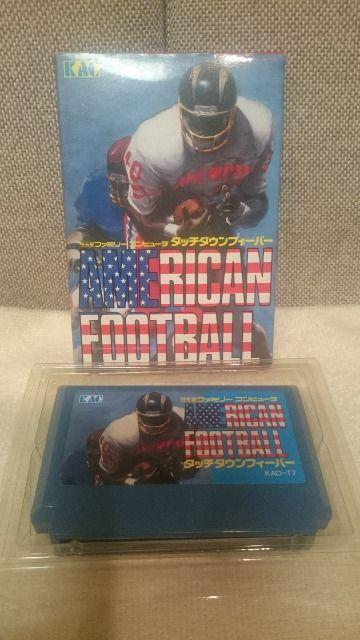 KAC
AMERICAN
ファミリー コンピュータ タッチダウンフィーバー
AMERICAN
FOOTBALL
KAC
ファミリー コンピュータ
AMERICAN
FOOTBALL
タッチダウンフィーバー
KAC-T7